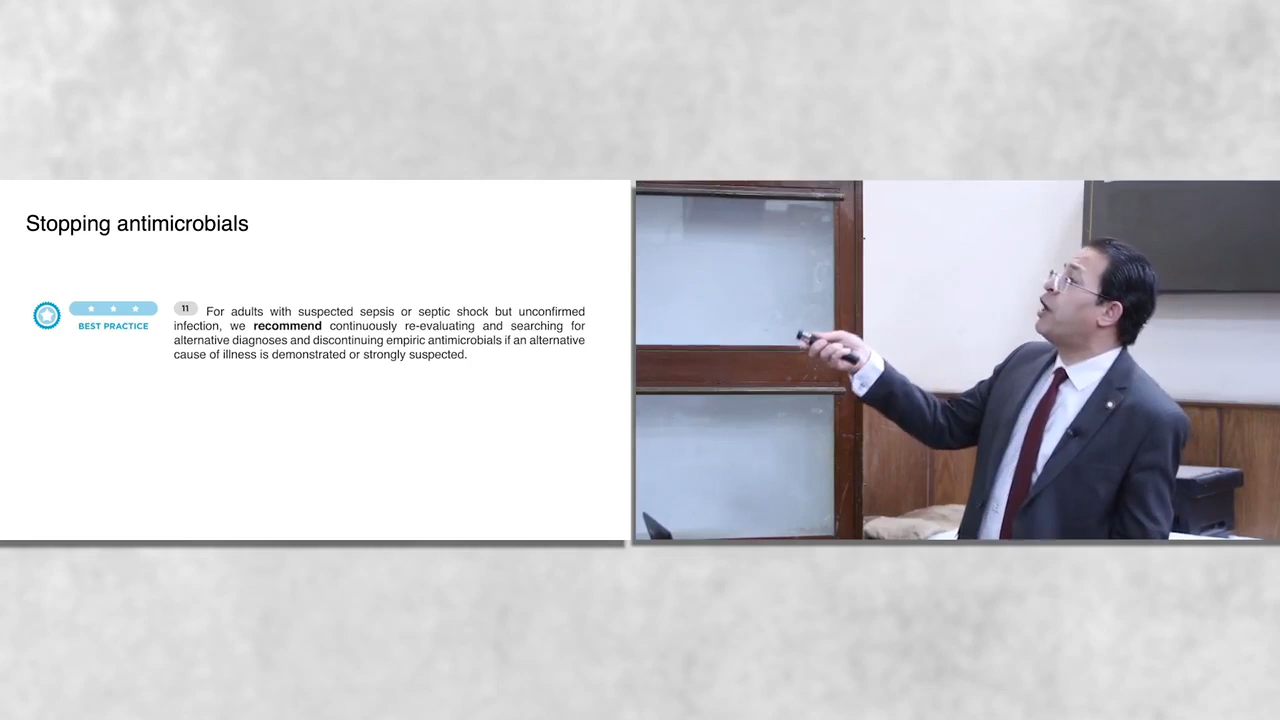 Stopping antimicrobials
BEST PRACTICE
11 For adults with suspected sepsis or septic shock but unconfirmed
infection, we recommend continuously re-evaluating and searching for
alternative diagnoses and discontinuing empiric antimicrobials if an alternative
cause of illness is demonstrated or strongly suspected.